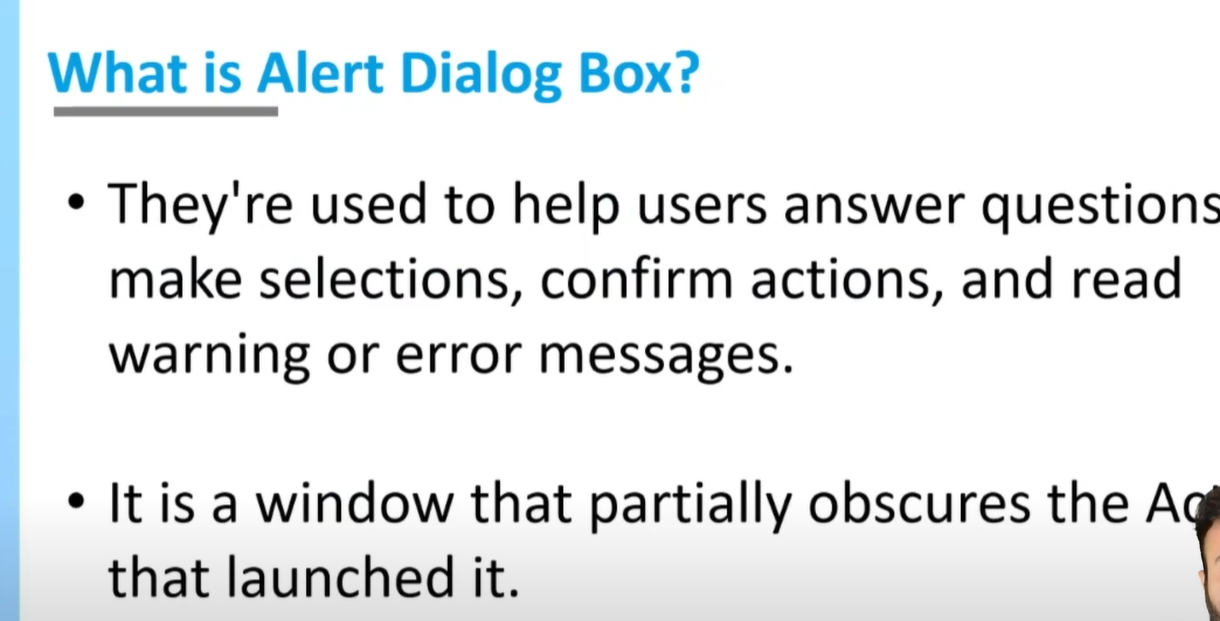 What is Alert Dialog Box?
• They're used to help users answer questions
make selections, confirm actions, and read
warning or error messages.
• It is a window that partially obscures the
that launched it.